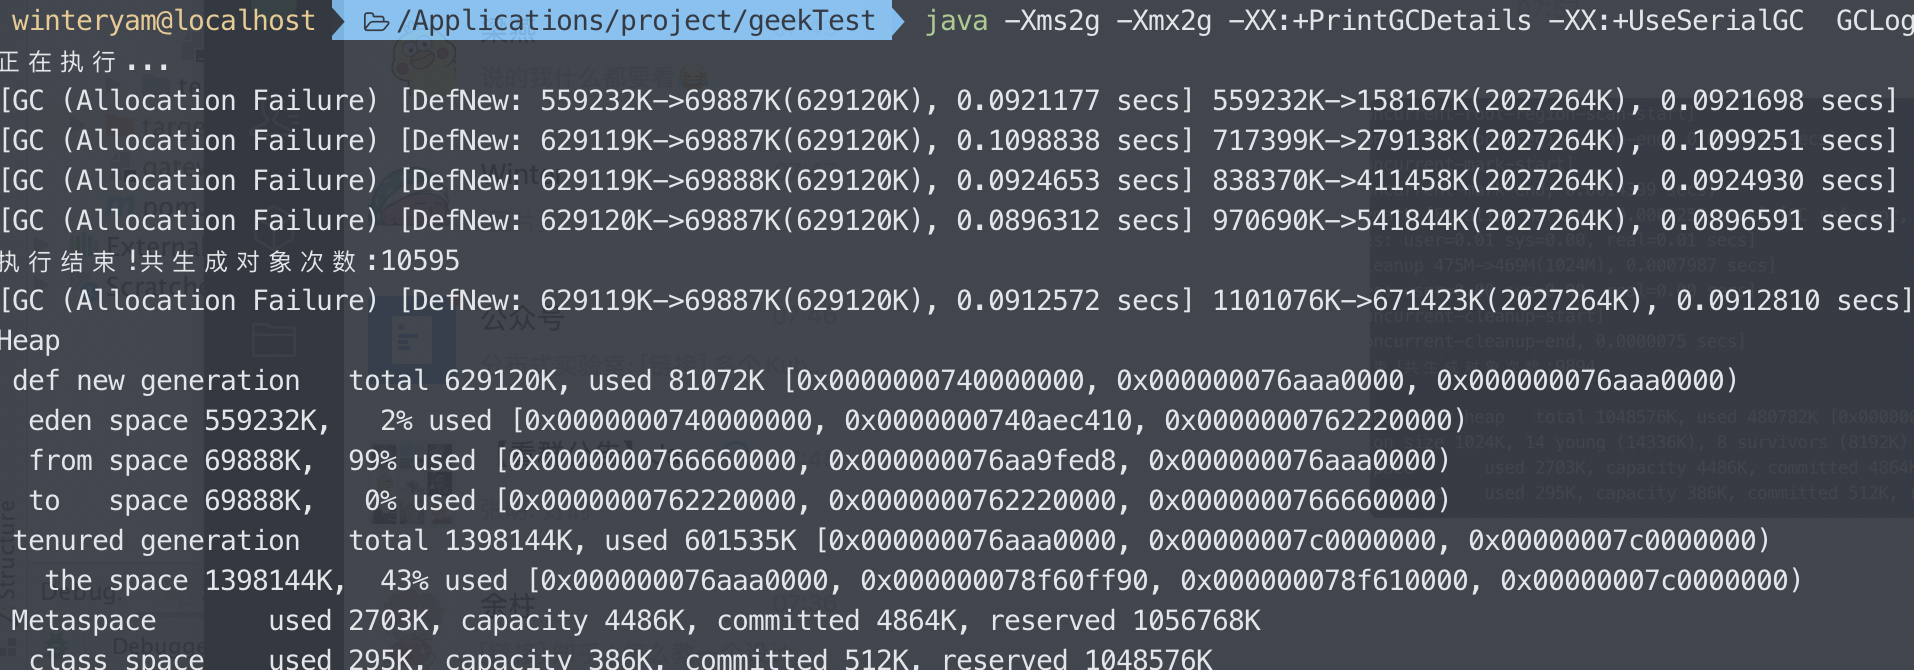 winteryam@localhost /Applications/project/geekTest java -Xms2g -Xmx2g -XX:+PrintGCDetails -XX:+UseSerialGC GCLog
正在执行...
[GC (Allocation Failure) [DefNew: 559232K->69887K(629120K), 0.0921177 secs] 559232K->158167K(2027264K), 0.0921698 secs]
[GC (Allocation Failure) [DefNew: 629119K->69887K(629120K), 0.1098838 secs] 717399K->279138K(2027264K), 0.1099251 secs]
[GC (Allocation Failure) [DefNew: 629119K->69888K(629120K), 0.0924653 secs] 838370K->411458K(2027264K), 0.0924930 secs]
[GC (Allocation Failure) [DefNew: 629120K->69887K(629120K), 0.0896312 secs] 970690K->541844K(2027264K), 0.0896591 secs]
执行结束!共生成对象次数:10595
[GC (Allocation Failure) [DefNew: 629119K->69887K(629120K), 0.0912572 secs] 1101076K->671423K(2027264K), 0.0912810 secs]
Heap
def new generation total 629120K, used 81072K [0x0000000740000000, 0x000000076aaa0000, 0x000000076aaa0000)
eden space 559232K, 2% used [0x0000000740000000, 0x0000000740aec410, 0x0000000762220000)
from space 69888K, 99% used [0x0000000766660000, 0x000000076aa9fed8, 0x000000076aaa0000)
to space 69888K, 0% used [0x0000000762220000, 0x0000000762220000, 0x0000000766660000)
tenured generation total 1398144K, used 601535K [0x000000076aaa0000, 0x00000007c0000000, 0x00000007c0000000)
the space 1398144K, 43% used [0x000000076aaa0000, 0x000000078f60ff90, 0x000000078f610000, 0x00000007c0000000)
Metaspace used 2703K, capacity 4486K, committed 4864K, reserved 1056768K
class space used 295K, capacity 386K, committed 512K, reserved 1048576K